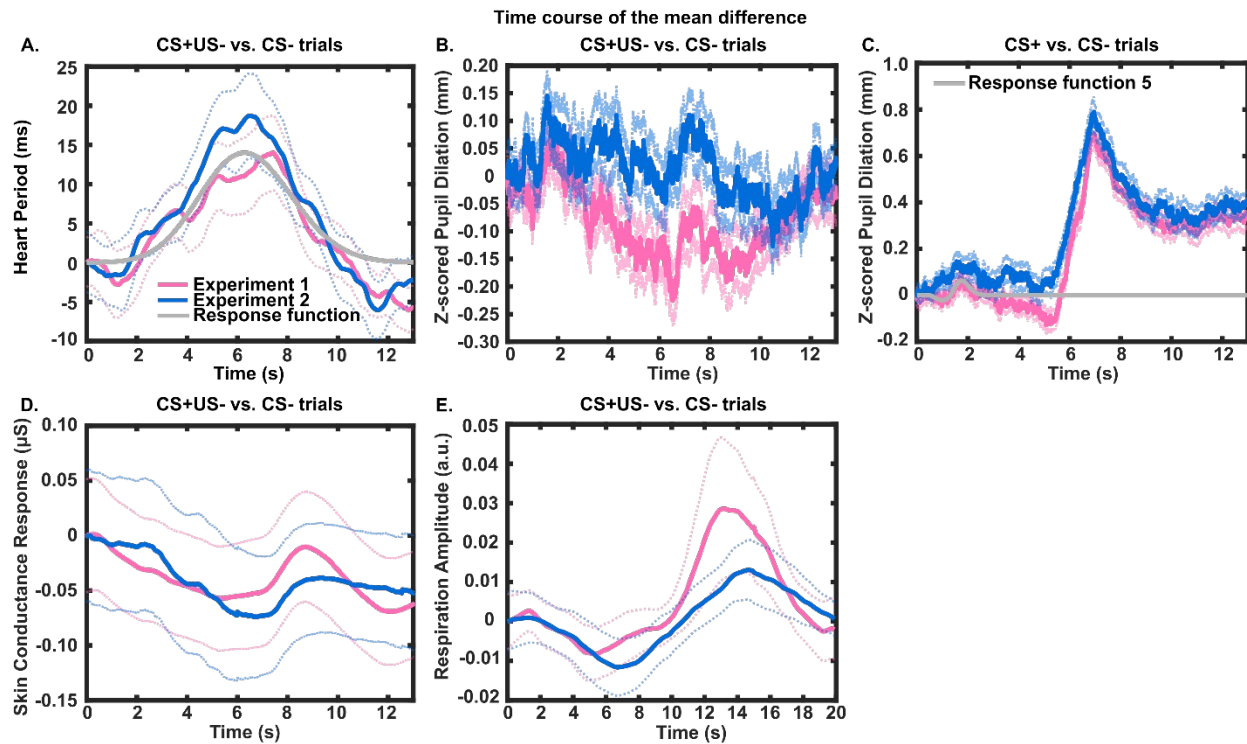 Time course of the mean difference
A.
CS+US- vs. CS- trials
Heart Period (ms)
25
20
15
10
5
0
-5
-10
Experiment 1
Experiment 2
Response function
0 2 4 6 8 10 12
Time (s)
B.
CS+US- vs. CS- trials
Z-scored Pupil Dilation (mm)
0.20
0.15
0.10
0.05
0
-0.05
-0.10
-0.15
-0.20
-0.25
-0.30
0 2 4 6 8 10 12
Time (s)
C.
CS+ vs. CS- trials
Z-scored Pupil Dilation (mm)
1.0
0.8
0.6
0.4
0.2
0
-0.2
Response function 5
0 2 4 6 8 10 12
Time (s)
D.
CS+US- vs. CS- trials
Skin Conductance Response (µS)
0.10
0.05
0
-0.05
-0.10
-0.15
0 2 4 6 8 10 12
Time (s)
E.
CS+US- vs. CS- trials
Respiration Amplitude (a.u.)
0.05
0.04
0.03
0.02
0.01
0
-0.01
-0.02
0 2 4 6 8 10 12 14 16 18 20
Time (s)